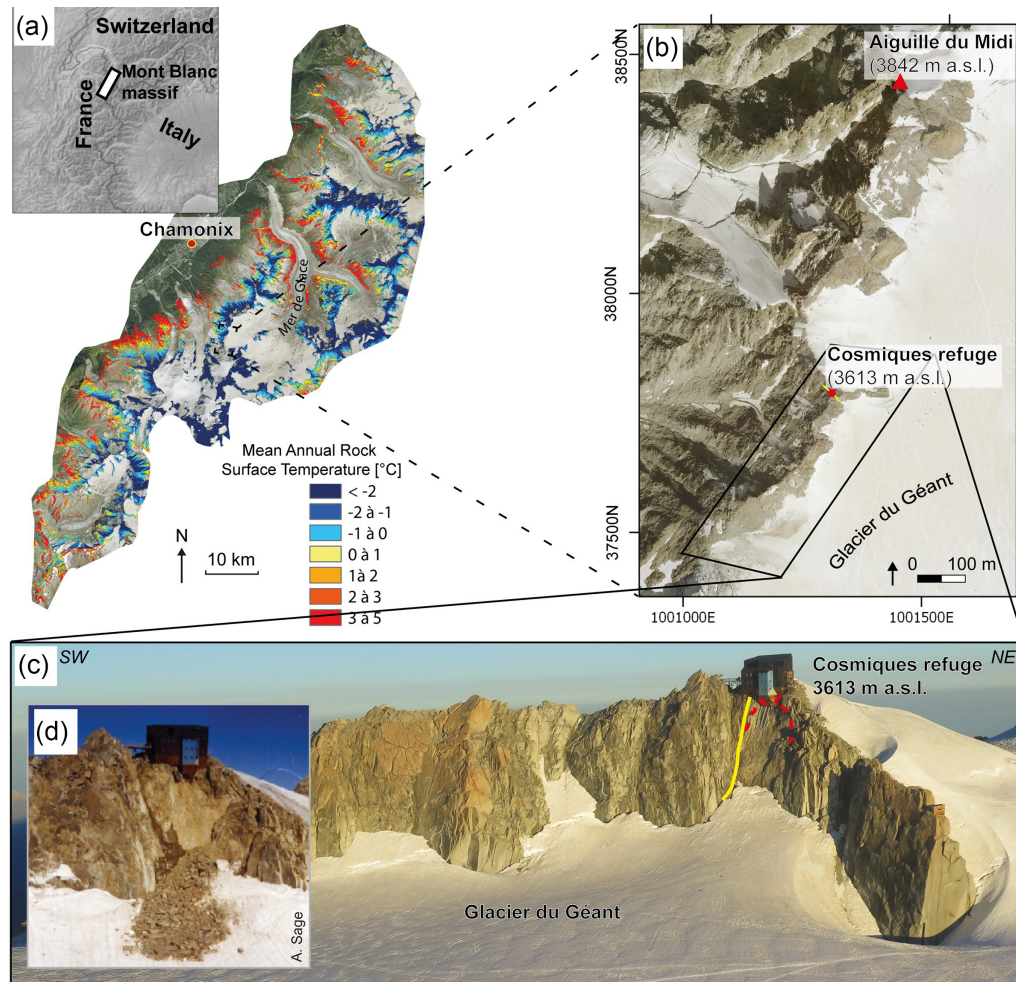 (a)
Switzerland
Mont Blanc
massif
France
Italy
Chamonix
Mer de Glace
Mean Annual Rock
Surface Temperature [°C]
< -2
-2 à -1
-1 à 0
0 à 1
1à 2
2 à 3
3 à 5
N
10 km
(b)
Aiguille du Midi
(3842 m a.s.l.)
Cosmiques refuge
(3613 m a.s.l.)
Glacier du Géant
0 100 m
38500N
38000N
37500N
1001000E
1001500E
(c)
SW
NE
Cosmiques refuge
3613 m a.s.l.
Glacier du Géant
(d)
A. Sage